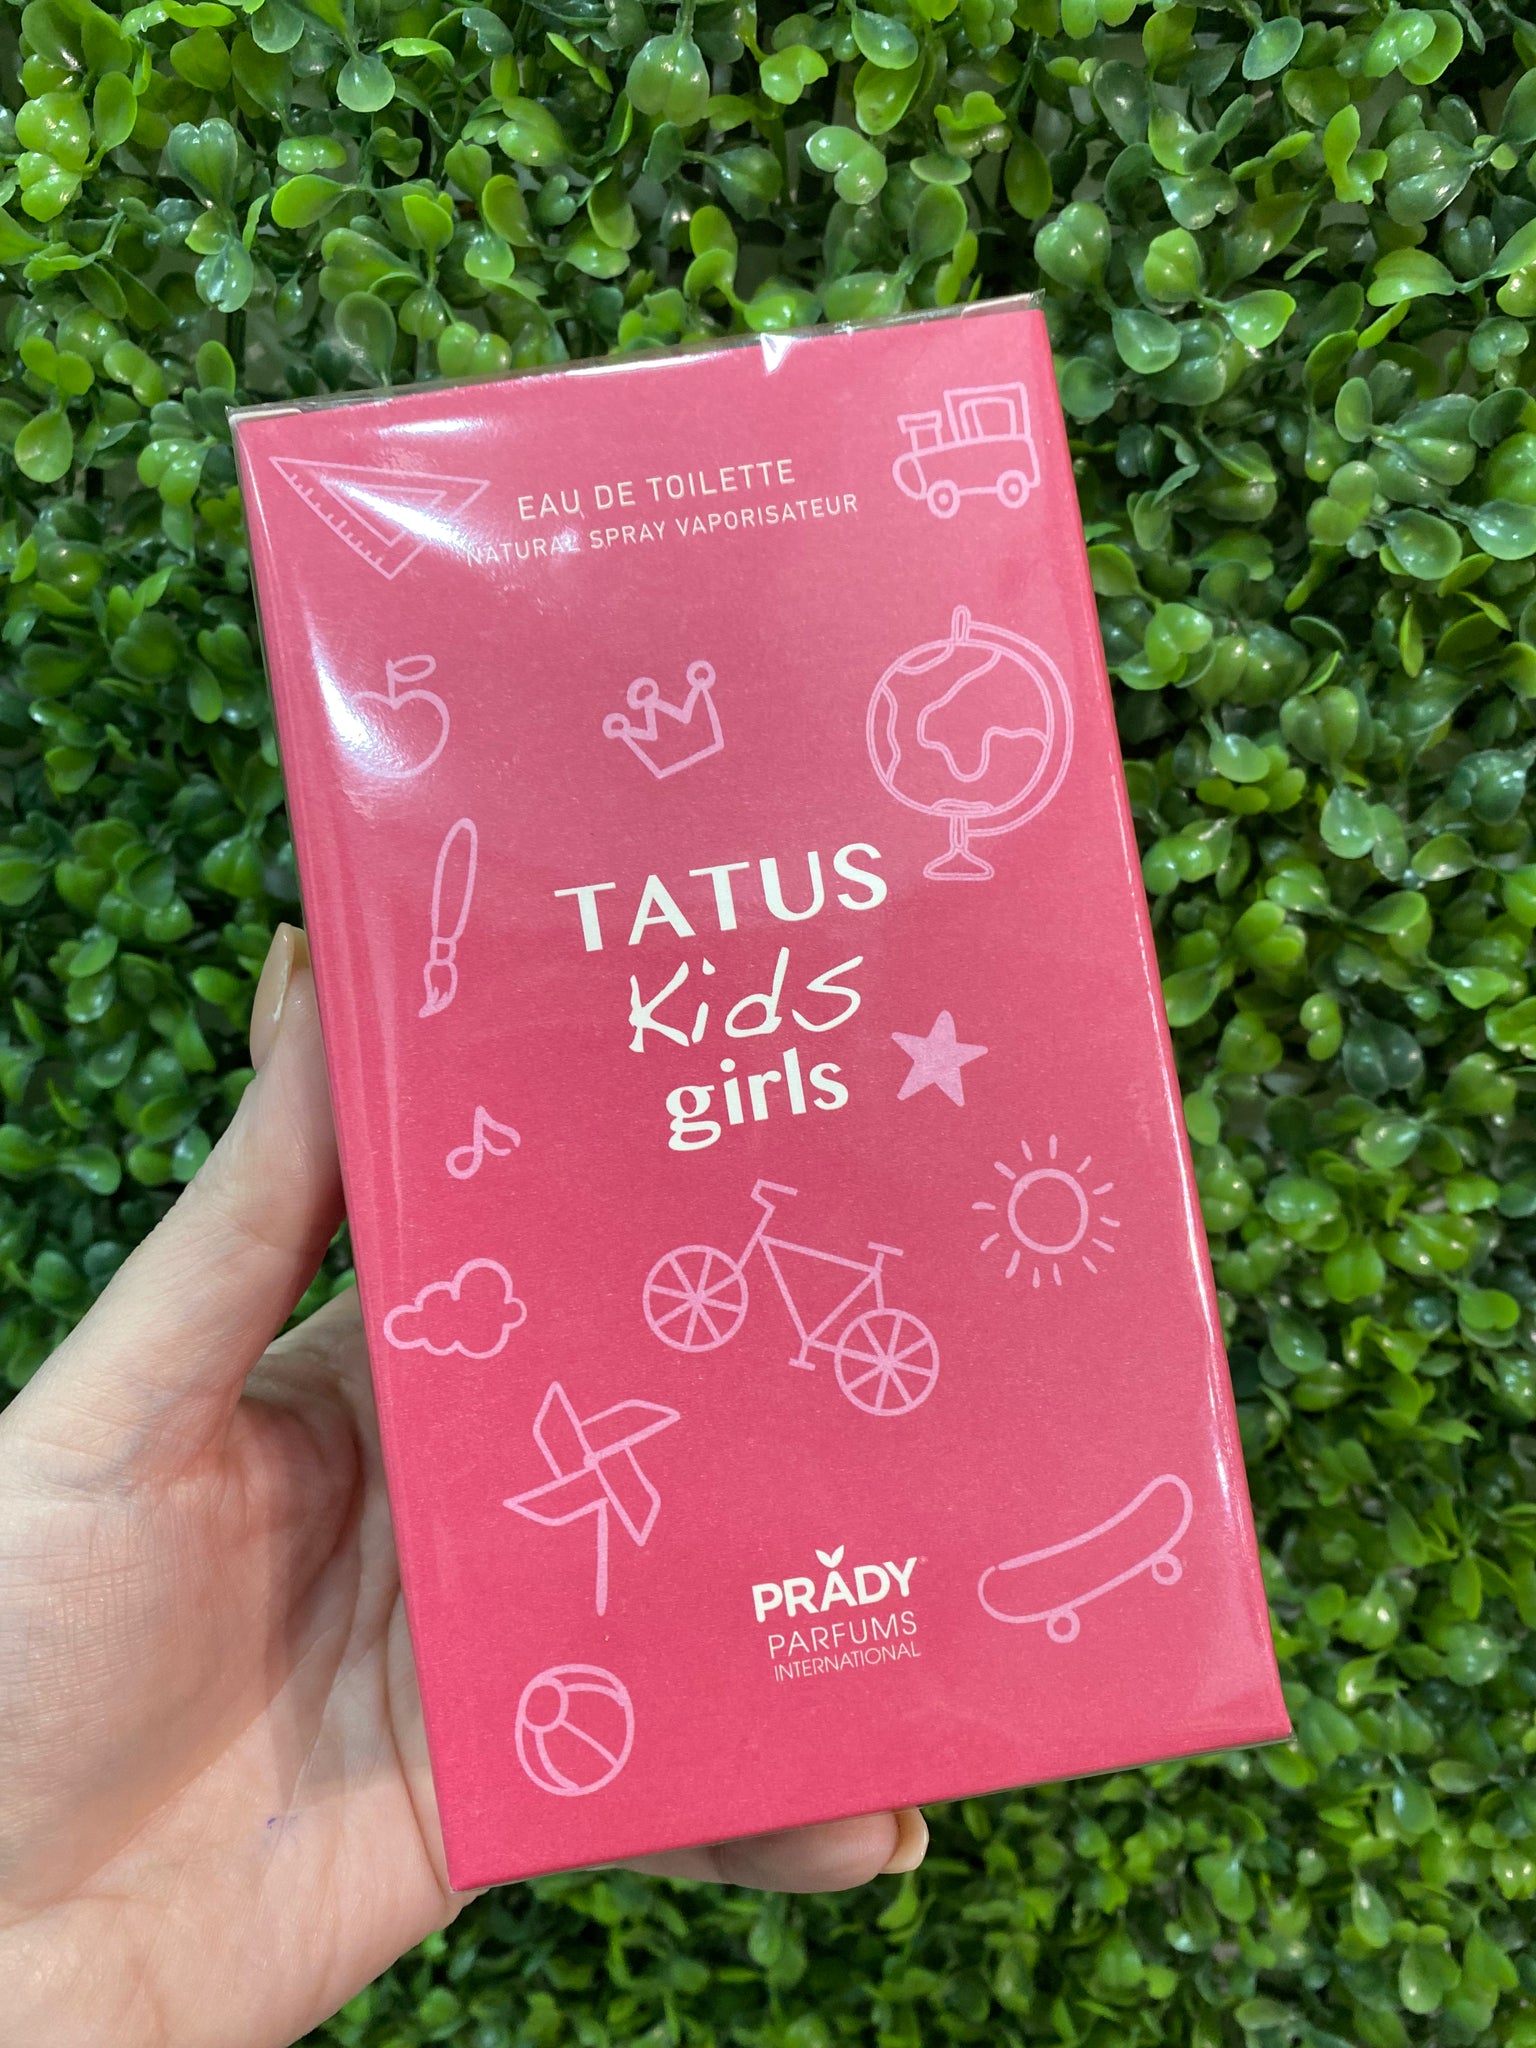 EAU DE TOILETTE
NATURAL SPRAY VAPORISATEUR
TATUS
Kids
girls
PRADY
PARFUMS
INTERNATIONAL